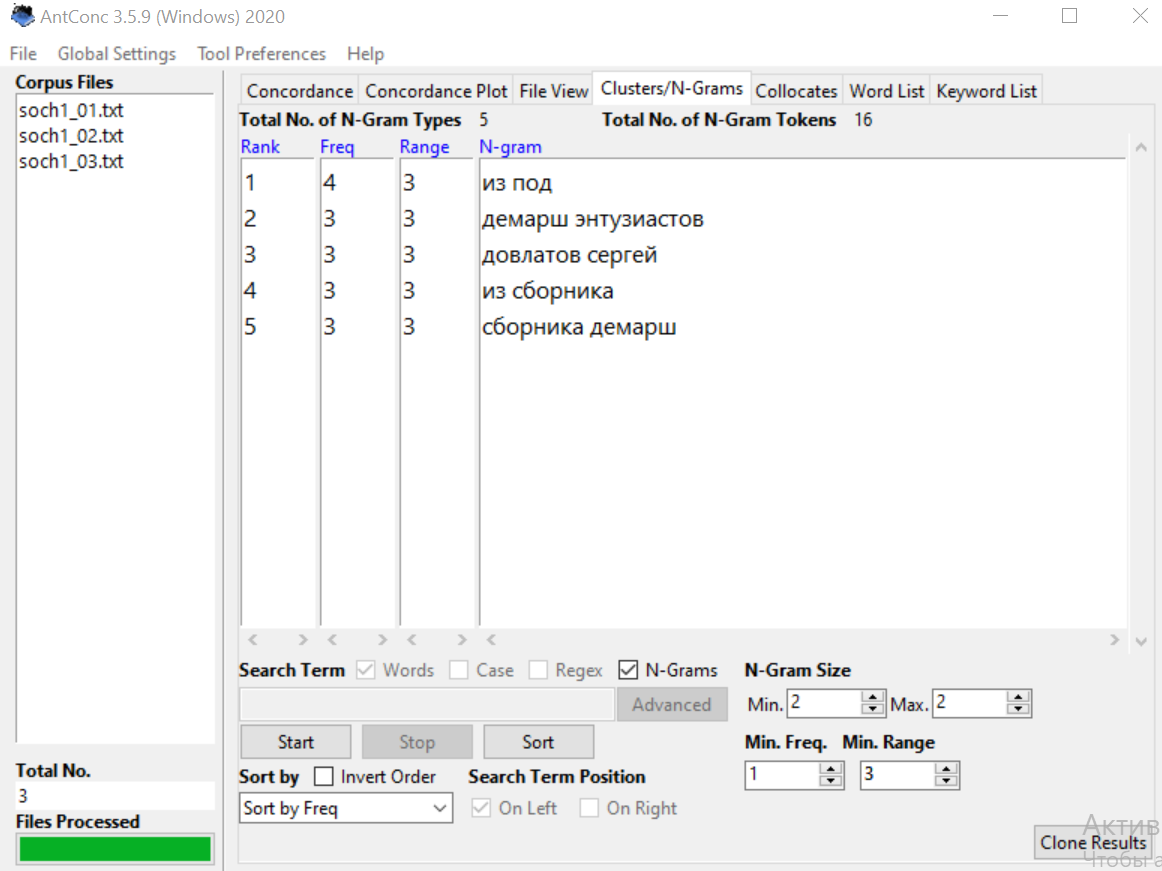 AntConc 3.5.9 (Windows) 2020
File Global Settings Tool Preferences Help
Corpus Files
soch1_01.txt
soch1_02.txt
soch1_03.txt
Total No.
3
Files Processed
Concordance Concordance Plot File View Clusters/N-Grams Collocates Word List Keyword List
Total No. of N-Gram Types 5 Total No. of N-Gram Tokens 16
Rank Freq Range N-gram
1 4 3 из под
2 3 3 демарш энтузиастов
3 3 3 довлатов сергей
4 3 3 из сборника
5 3 3 сборника демарш
Search Term Words Case Regex N-Grams N-Gram Size
Advanced Min. 2 Max. 2
Start Stop Sort Min. Freq. Min. Range
Sort by Invert Order Search Term Position 1 3
Sort by Freq On Left On Right
Актив
Clone Results
Чтобы а